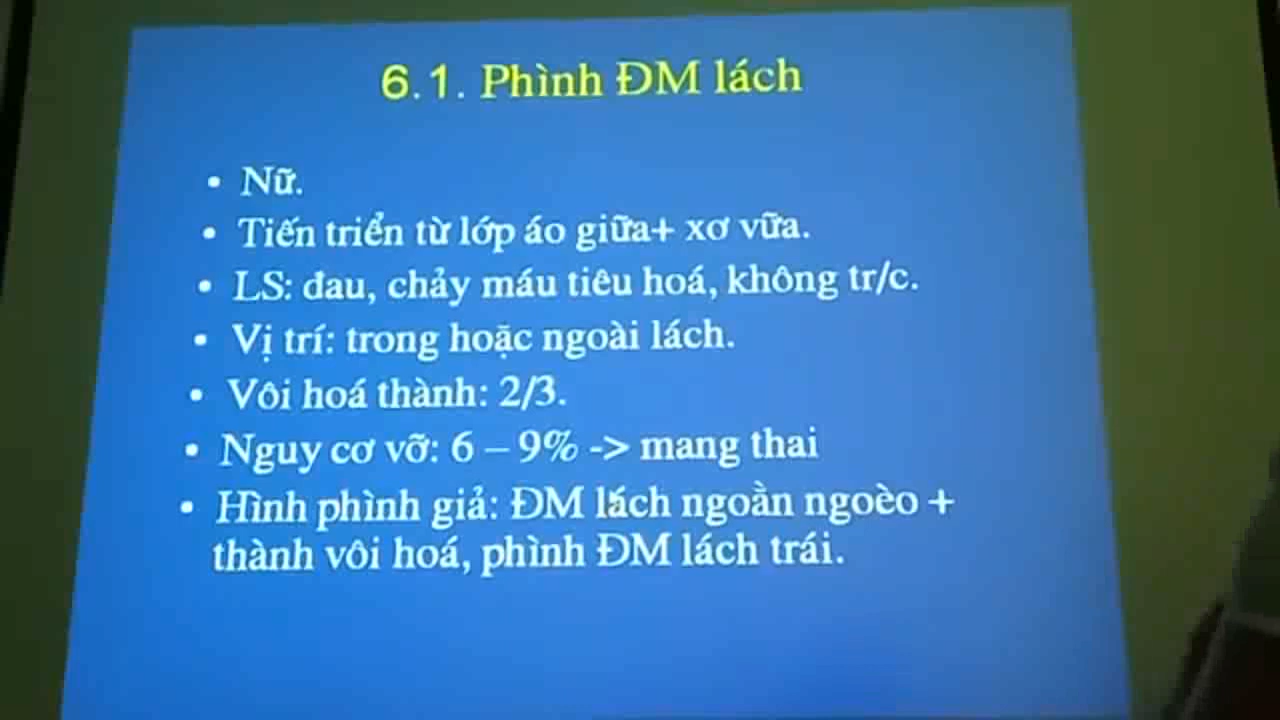 6.1. Phình ĐM lách
• Nữ.
• Tiến triển từ lớp áo giữa+ xơ vữa.
• LS: đau, chảy máu tiêu hoá, không tr/c.
• Vị trí: trong hoặc ngoài lách.
• Vôi hoá thành: 2/3.
• Nguy cơ vỡ: 6 – 9% -> mang thai
• Hình phình giả: ĐM lách ngoằn ngoèo +
thành vôi hoá, phình ĐM lách trái.